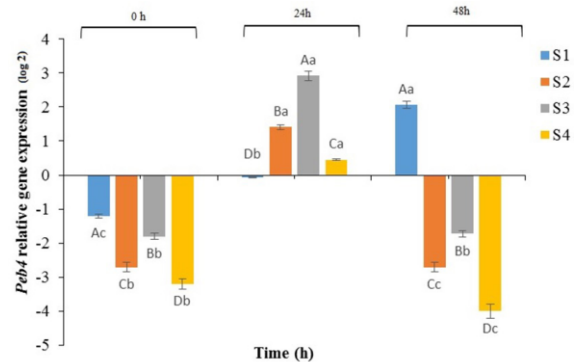 0 h 24h 48h
Peb4 relative gene expression (log 2)
4
3
2
1
0
-1
-2
-3
-4
-5
Ac Cb Bb Db
Db Ba Aa Ca
Aa Cc Bb Dc
S1
S2
S3
S4
Time (h)